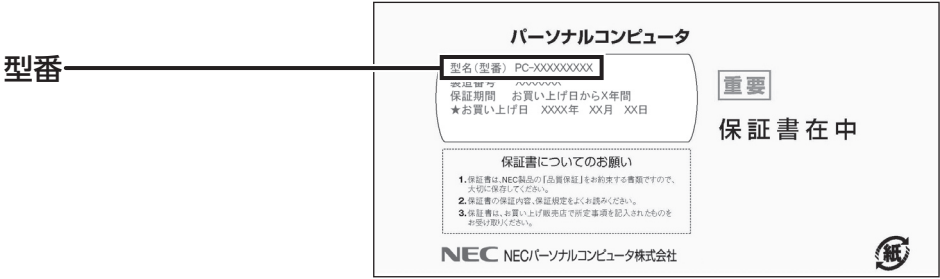 型番
パーソナルコンピュータ
型名(型番) PC-XXXXXXXXX
製造番号 XXXXXXX
保証期間 お買い上げ日からX年間
★お買い上げ日 XXXX年 XX月 XX日
重要
保証書在中
保証書についてのお願い
1.保証書は、NEC製品の「品質保証」をお約束する書類ですので、
大切に保存してください。
2.保証書の保証内容、保証規定をよくお読みください。
3.保証書は、お買い上げ販売店で所定事項を記入されたものを
お受け取りください。
NEC NECパーソナルコンピュータ株式会社
紙